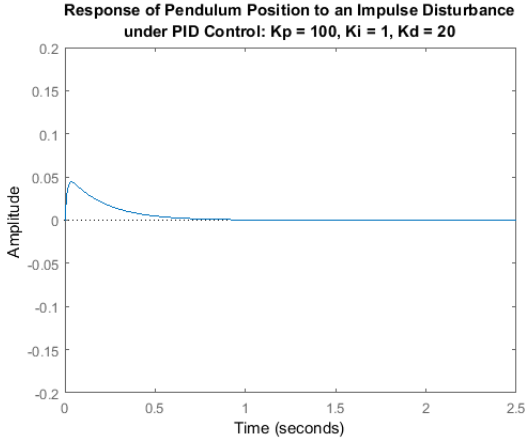 Response of Pendulum Position to an Impulse Disturbance
under PID Control: Kp = 100, Ki = 1, Kd = 20
0.2
0.15
0.1
0.05
0
-0.05
-0.1
-0.15
-0.2
Amplitude
0 0.5 1 1.5 2 2.5
Time (seconds)